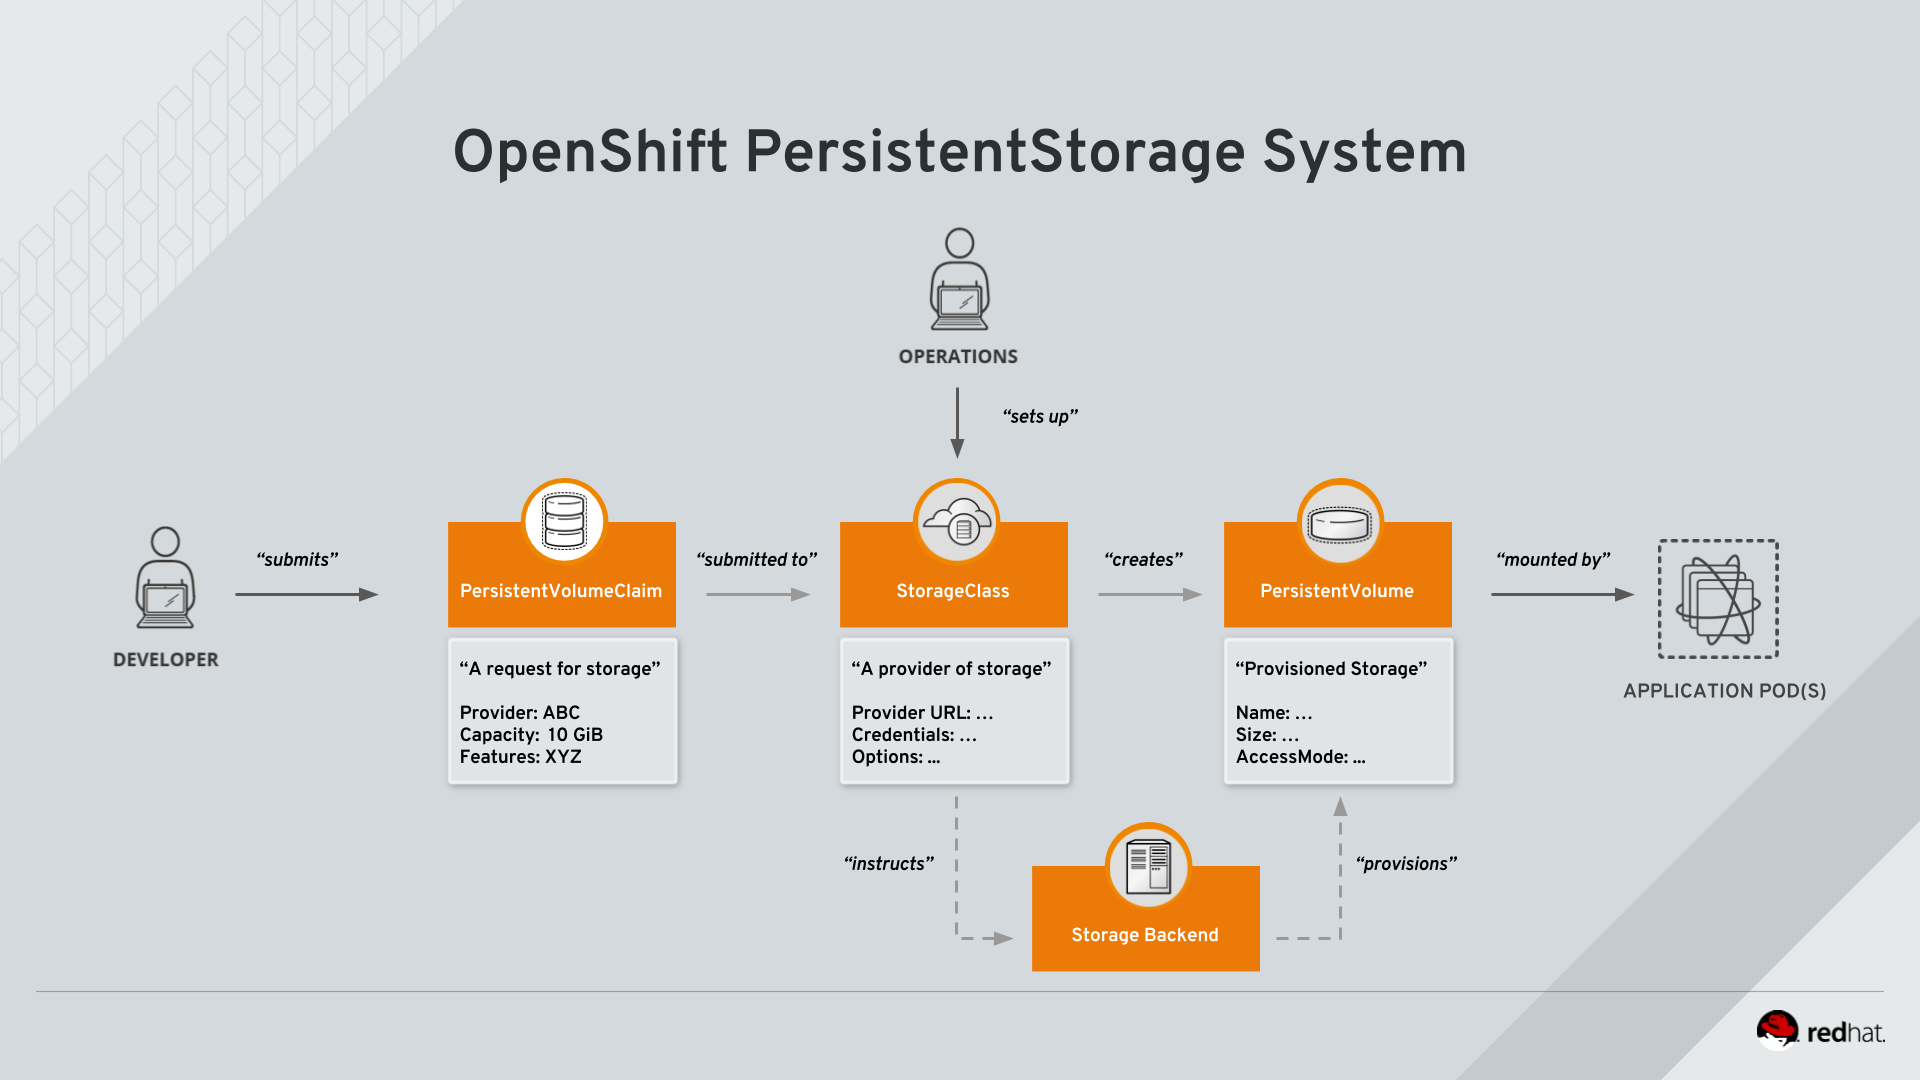 OpenShift PersistentStorage System
OPERATIONS
“sets up”
DEVELOPER
“submits”
PersistentVolumeClaim
“A request for storage”
Provider: ABC
Capacity:  10 GiB
Features: XYZ
“submitted to”
StorageClass
“A provider of storage”
Provider URL: …
Credentials: …
Options: ...
“creates”
PersistentVolume
“Provisioned Storage”
Name: …
Size: …
AccessMode: ...
“mounted by”
APPLICATION POD(S)
“instructs”
Storage Backend
“provisions”
redhat.